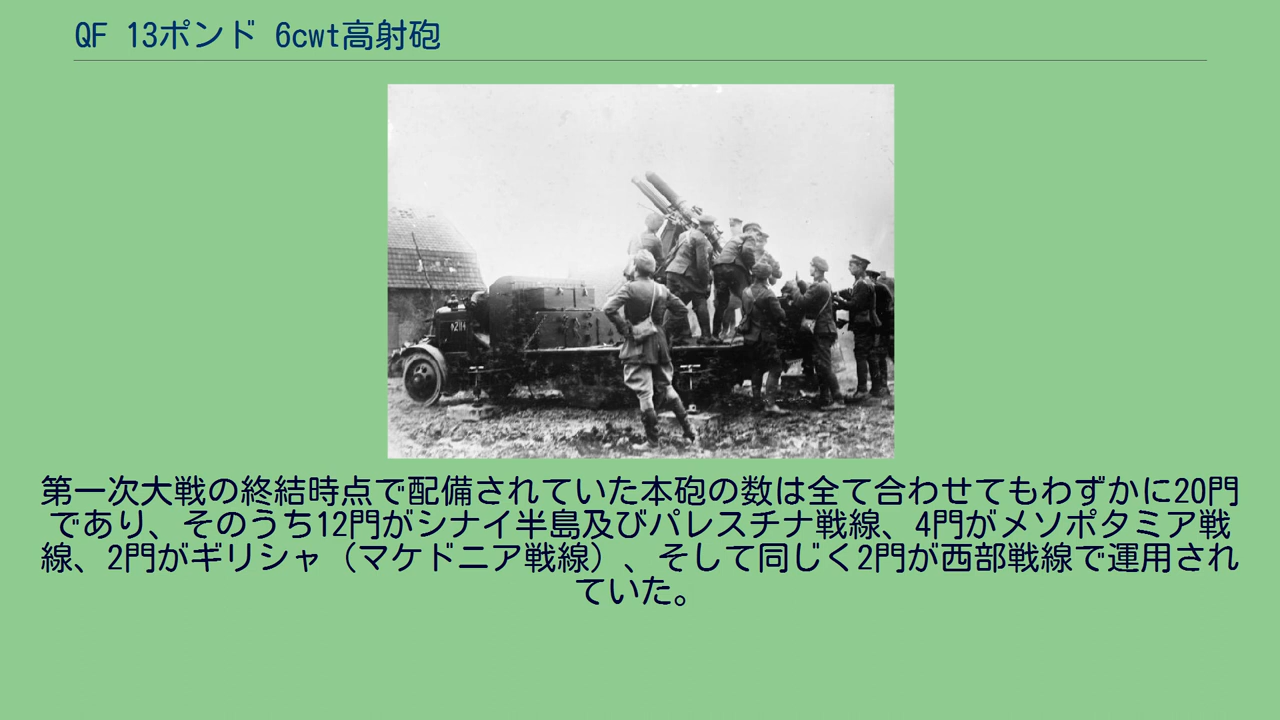 QF 13ポンド 6cwt高射砲
第一次大戦の終結時点で配備されていた本砲の数は全て合わせてもわずかに20門
であり、そのうち12門がシナイ半島及びパレスチナ戦線、4門がメソポタミア戦
線、2門がギリシャ（マケドニア戦線）、そして同じく2門が西部戦線で運用され
ていた。